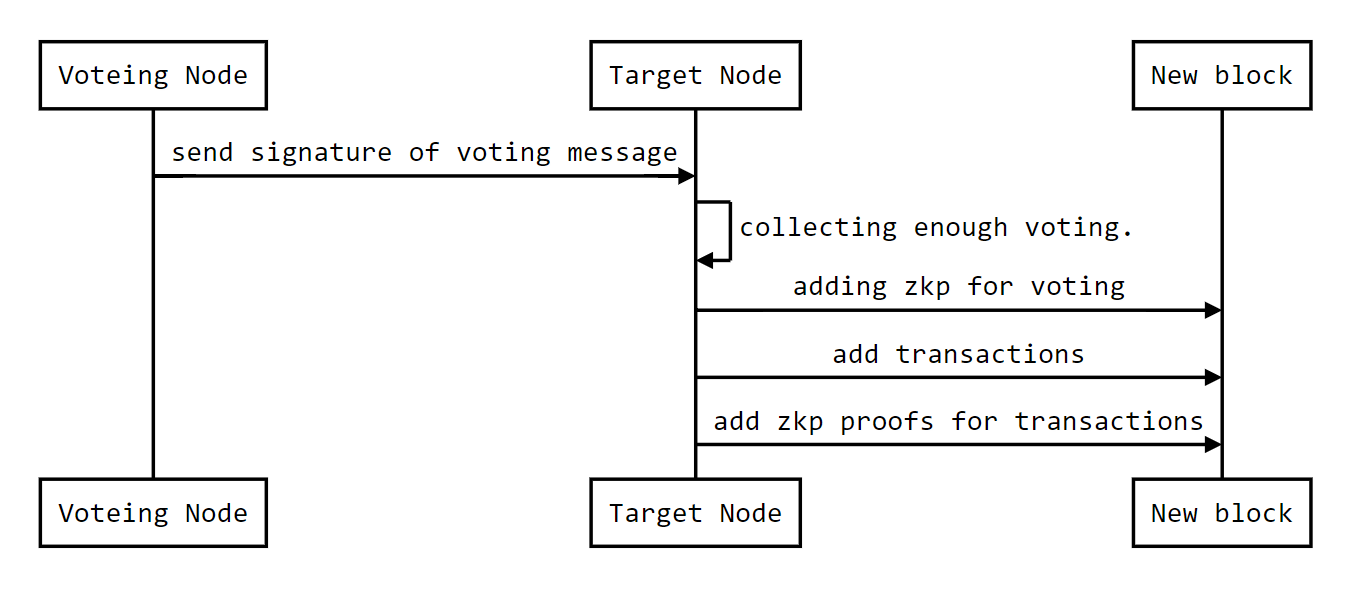 Voteing Node
Target Node
New block
send signature of voting message
collecting enough voting.
adding zkp for voting
add transactions
add zkp proofs for transactions
Voteing Node
Target Node
New block